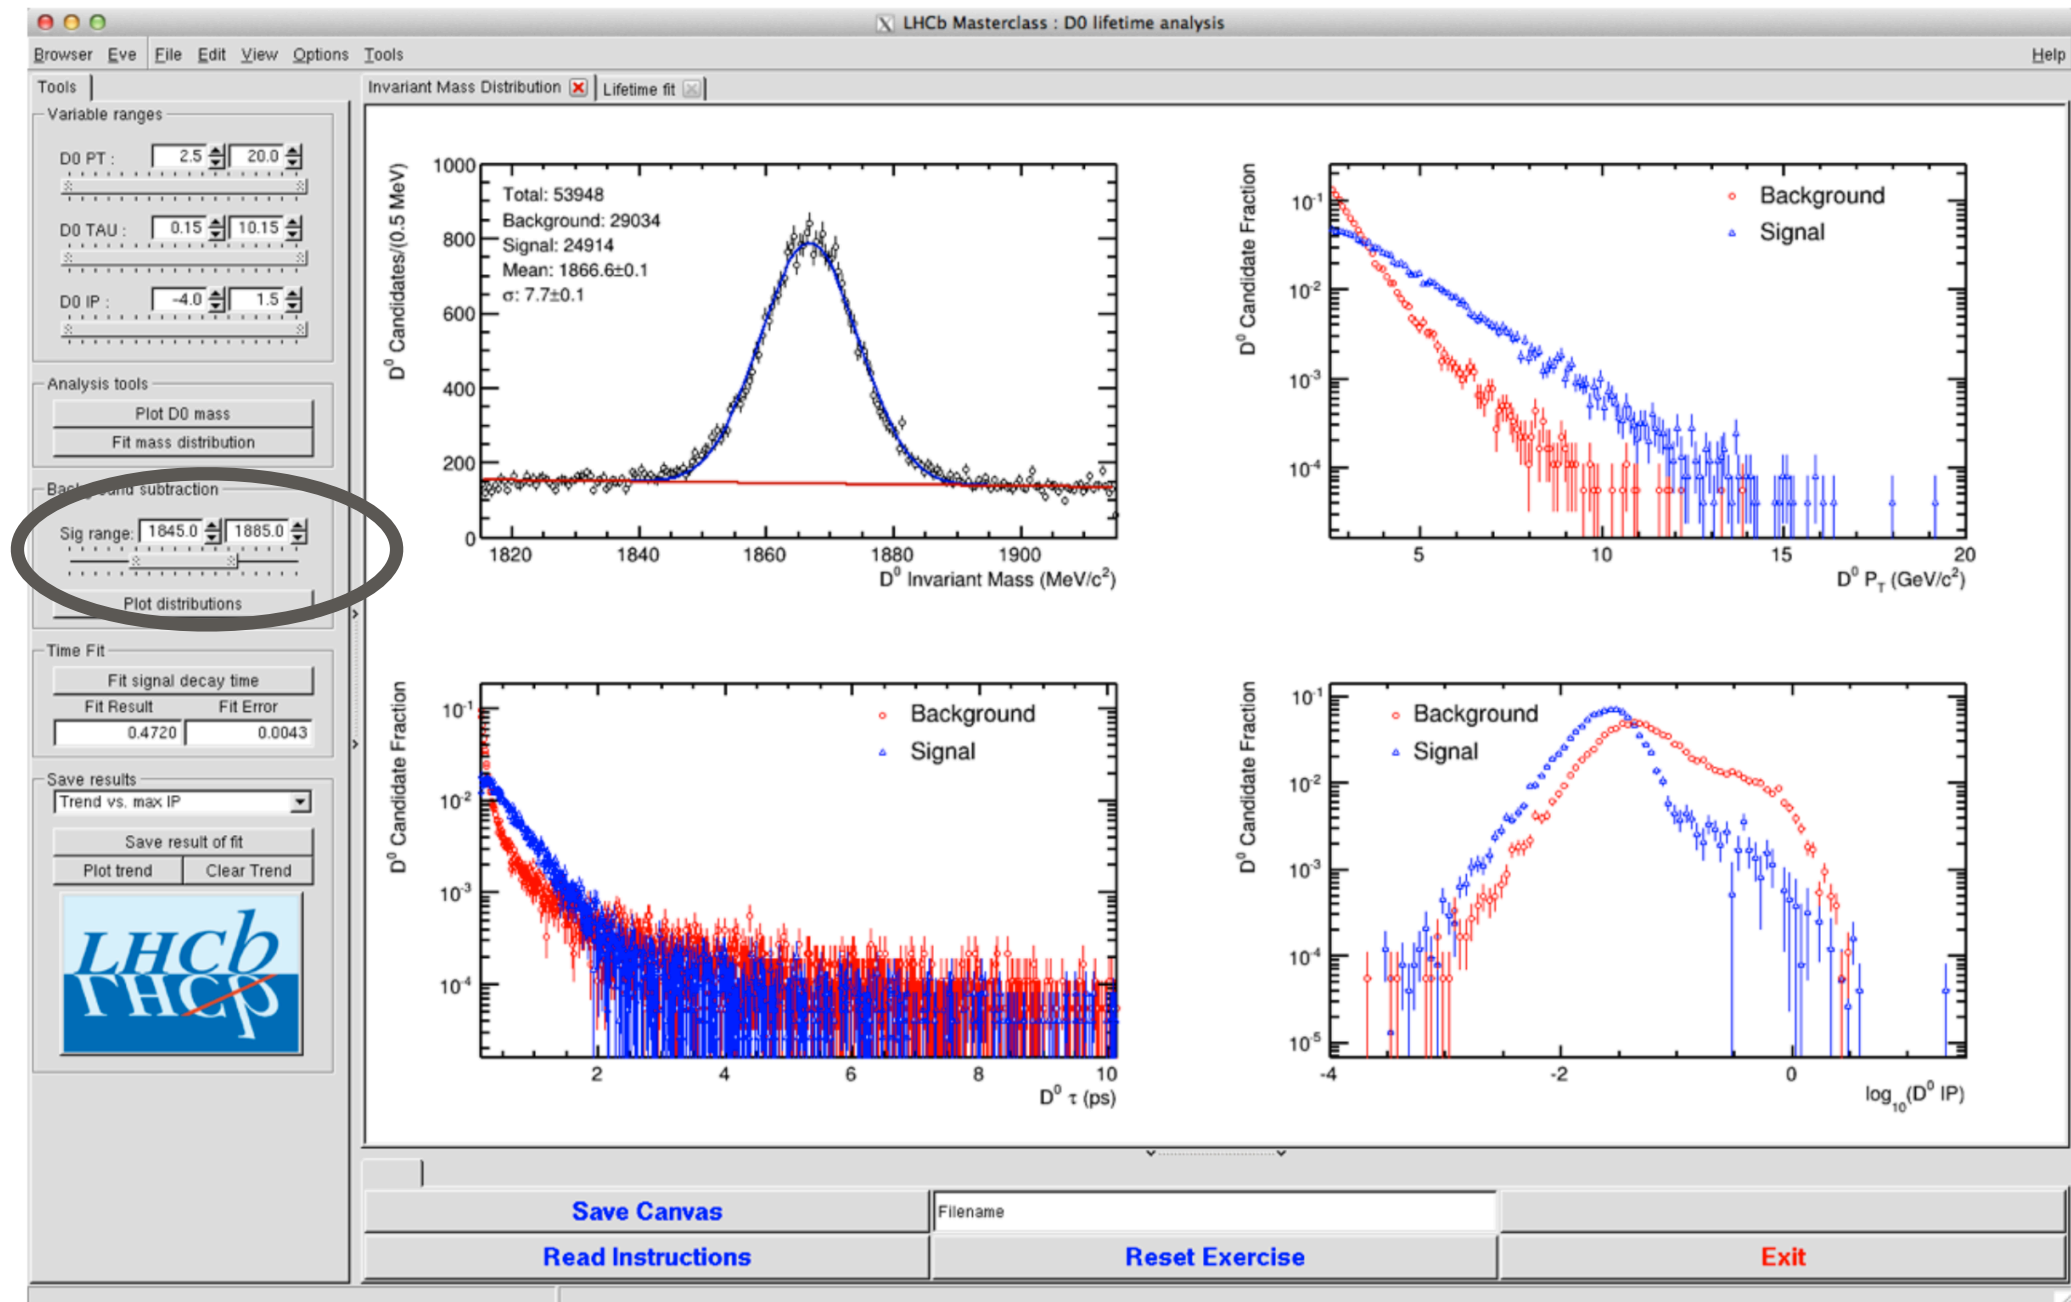 LHCb Masterclass : D0 lifetime analysis
Browser Eve File Edit View Options Tools Help
Tools
Variable ranges
D0 PT : 2.5 20.0
D0 TAU : 0.15 10.15
D0 IP : -4.0 1.5
Analysis tools
Plot D0 mass
Fit mass distribution
Background subtraction
Sig range: 1845.0 1885.0
Plot distributions
Time Fit
Fit signal decay time
Fit Result Fit Error
0.4720 0.0043
Save results
Trend vs. max IP
Save result of fit
Plot trend Clear Trend
LHCb
LHCb
Invariant Mass Distribution Lifetime fit
D⁰ Candidates/(0.5 MeV)
1000
800
600
400
200
0
Total: 53948
Background: 29034
Signal: 24914
Mean: 1866.6±0.1
σ: 7.7±0.1
1820 1840 1860 1880 1900
D⁰ Invariant Mass (MeV/c²)
D⁰ Candidate Fraction
10⁻¹
10⁻²
10⁻³
10⁻⁴
Background
Signal
5 10 15 20
D⁰ P_T (GeV/c²)
D⁰ Candidate Fraction
10⁻¹
10⁻²
10⁻³
10⁻⁴
Background
Signal
2 4 6 8 10
D⁰ τ (ps)
D⁰ Candidate Fraction
10⁻¹
10⁻²
10⁻³
10⁻⁴
10⁻⁵
Background
Signal
-4 -2 0
log₁₀(D⁰ IP)
Save Canvas Filename
Read Instructions Reset Exercise Exit